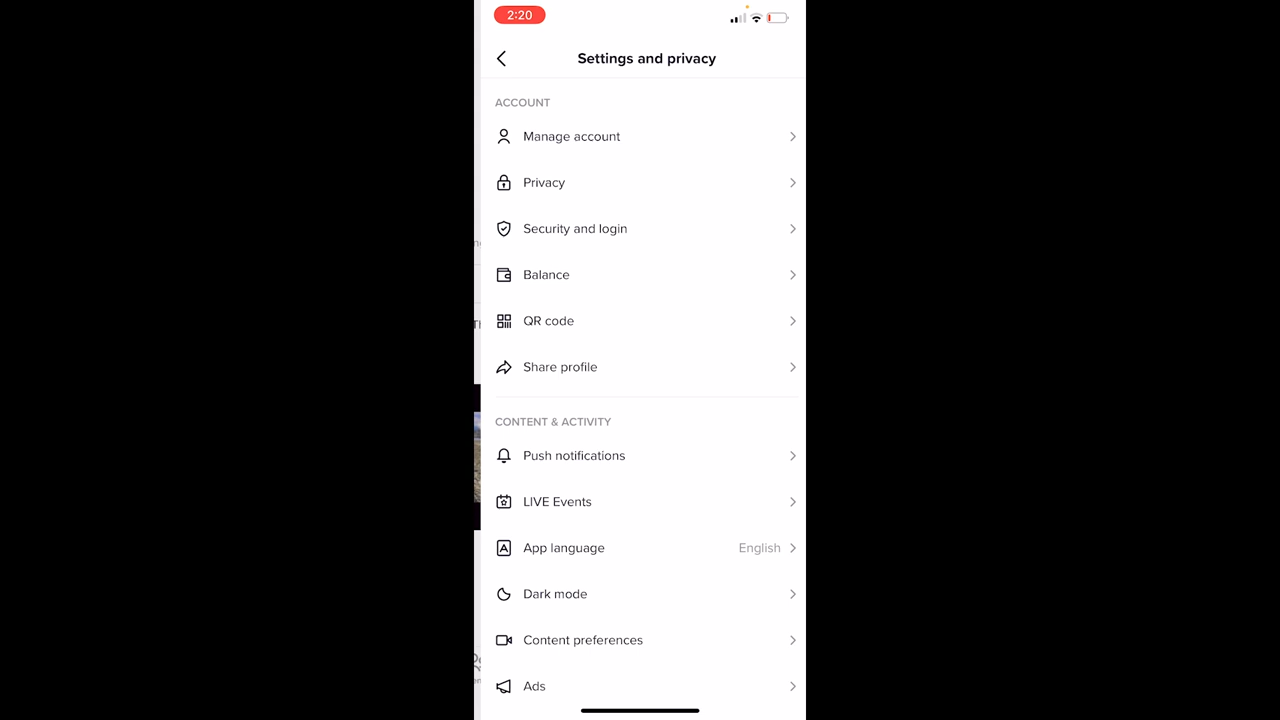 2:20
Settings and privacy
ACCOUNT
Manage account
Privacy
Security and login
Balance
QR code
Share profile
CONTENT & ACTIVITY
Push notifications
LIVE Events
App language English
Dark mode
Content preferences
Ads